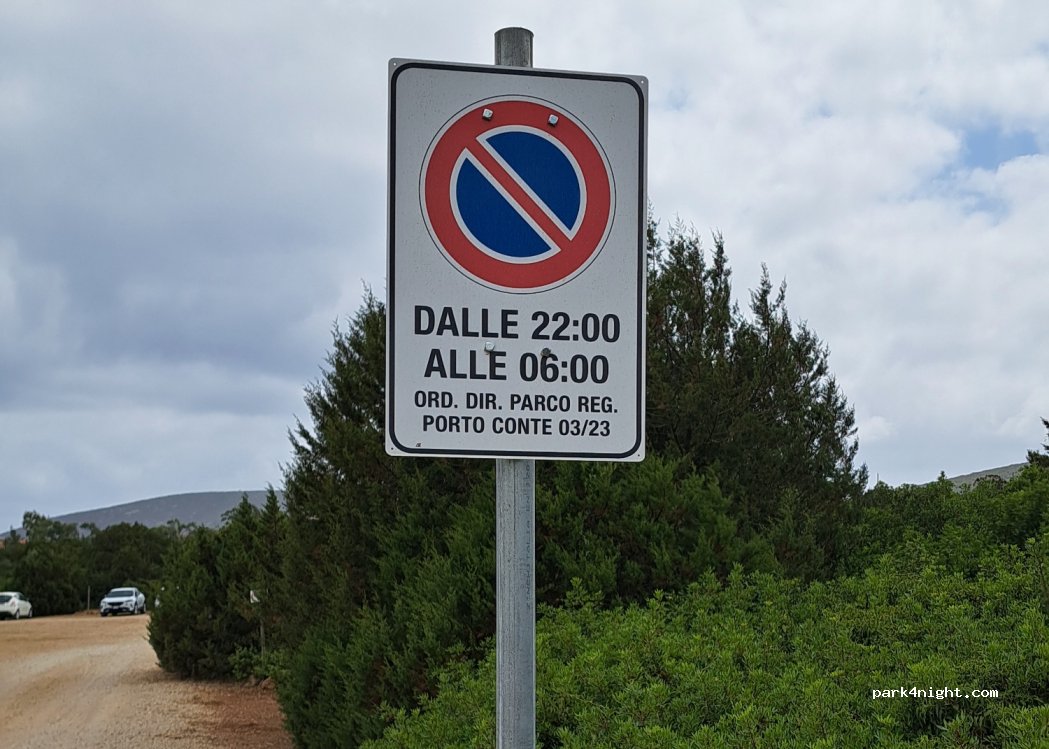 DALLE 22:00
ALLE 06:00
ORD. DIR. PARCO REG.
PORTO CONTE 03/23
park4night.com